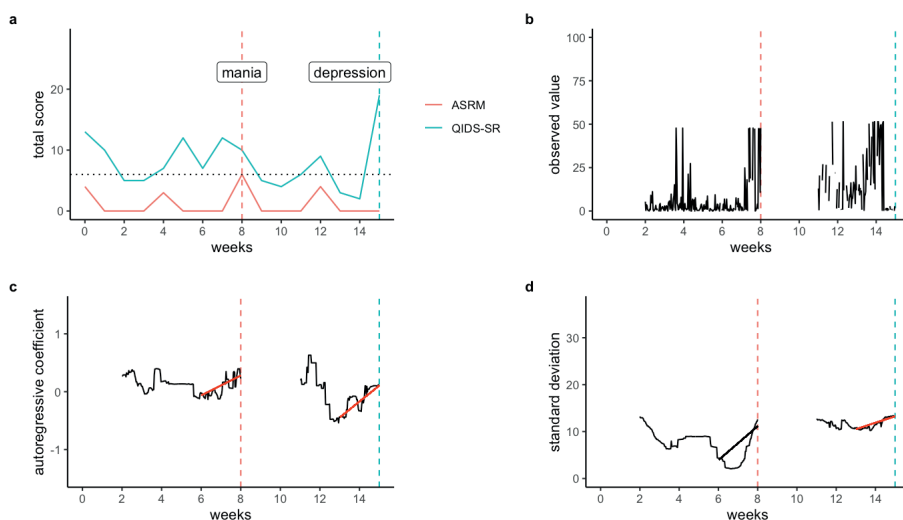 a
total score
20
10
0
mania
depression
0 2 4 6 8 10 12 14
weeks
ASRM
QIDS-SR
b
observed value
100
75
50
25
0
0 2 4 6 8 10 12 14
weeks
c
autoregressive coefficient
1
0
-1
0 2 4 6 8 10 12 14
weeks
d
standard deviation
30
20
10
0
0 2 4 6 8 10 12 14
weeks